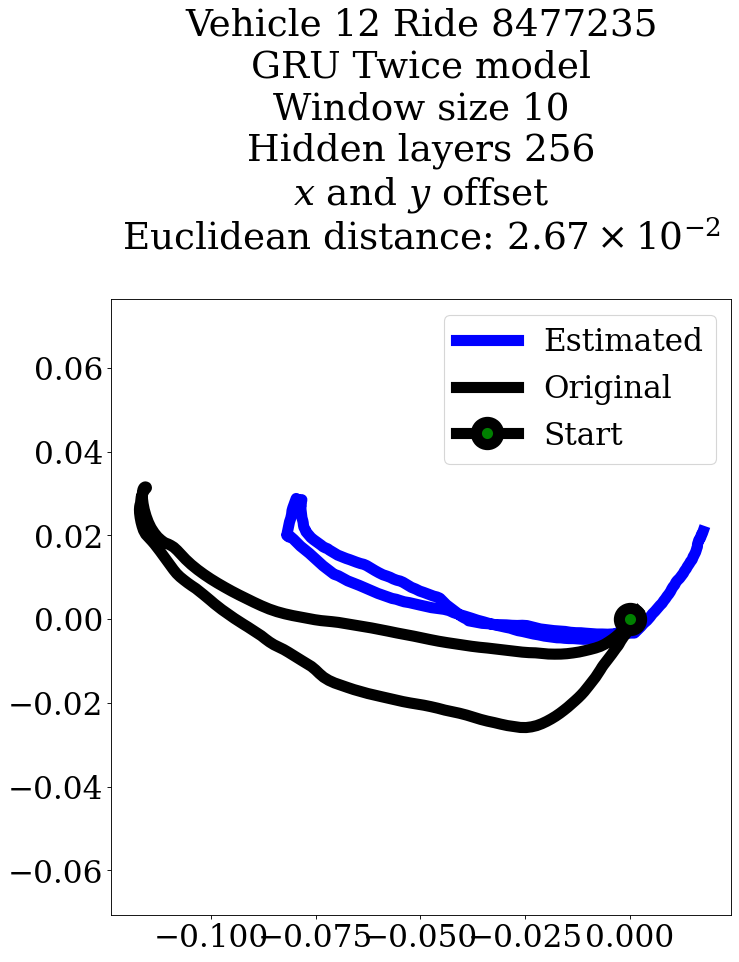 Vehicle 12 Ride 8477235
GRU Twice model
Window size 10
Hidden layers 256
x and y offset
Euclidean distance: 2.67 × 10⁻²
Estimated
Original
Start
0.06
0.04
0.02
0.00
−0.02
−0.04
−0.06
−0.100 −0.075 −0.050 −0.025 0.000